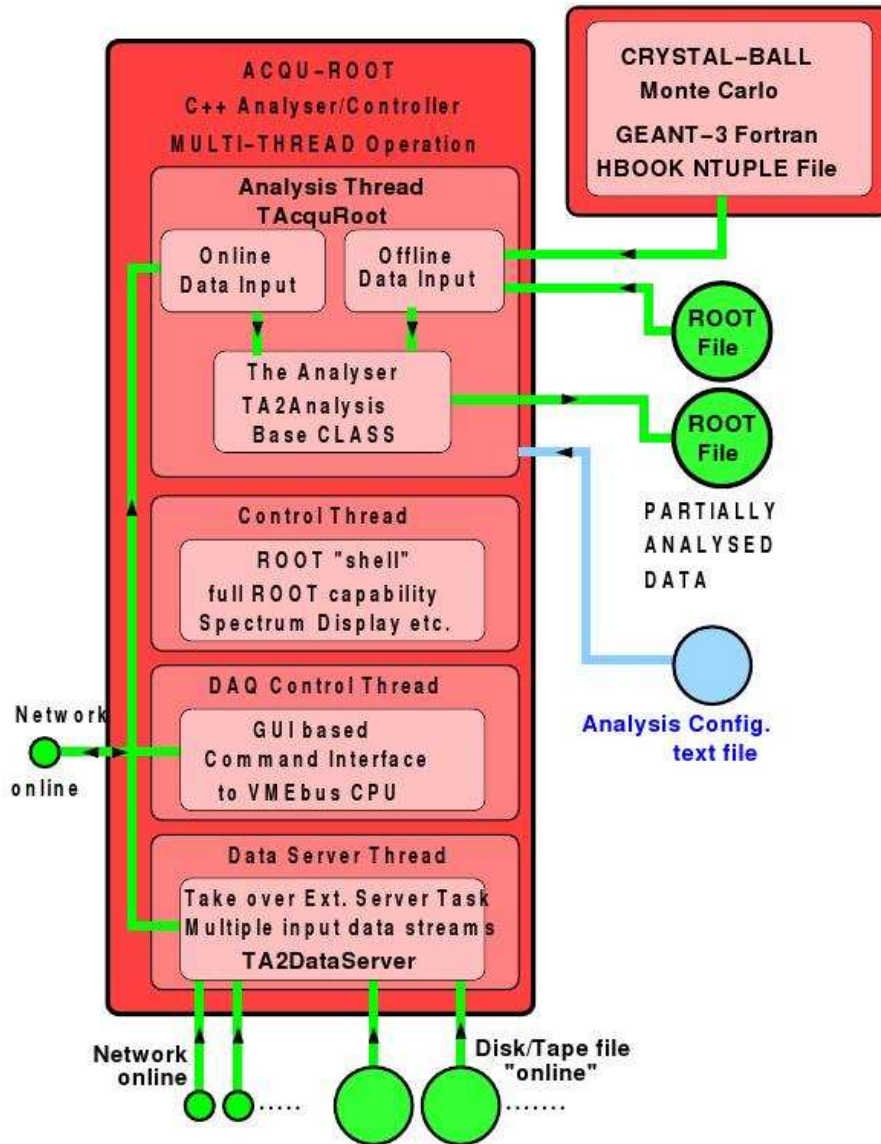 ACQU-ROOT
C++ Analyser/Controller
MULTI-THREAD Operation
Analysis Thread
TAcquRoot
Online
Data Input
Offline
Data Input
The Analyser
TA2Analysis
Base CLASS
Control Thread
ROOT "shell"
full ROOT capability
Spectrum Display etc.
DAQ Control Thread
GUI based
Command Interface
to VMEbus CPU
Data Server Thread
Take over Ext. Server Task
Multiple input data streams
TA2DataServer
CRYSTAL-BALL
Monte Carlo
GEANT-3 Fortran
HBOOK NTUPLE File
ROOT
File
ROOT
File
PARTIALLY
ANALYSED
DATA
Analysis Config.
text file
Network
online
Network
online
.....
Disk/Tape file
"online"
.......